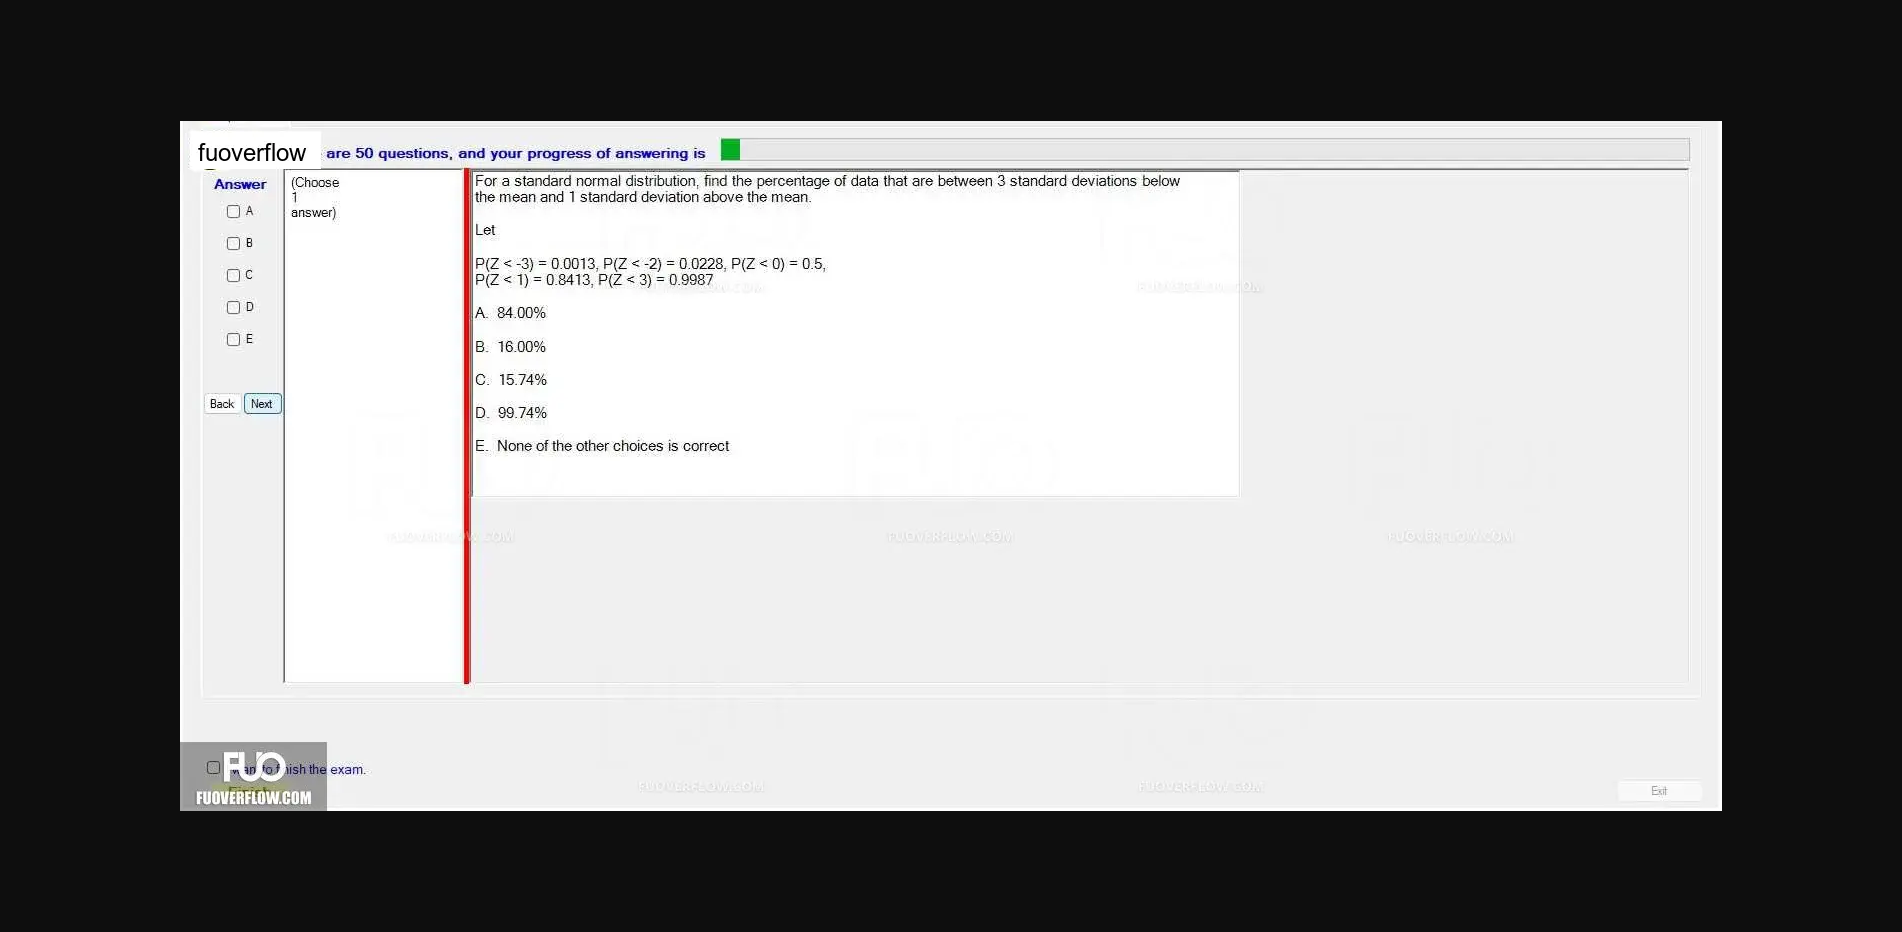 fuoverflow are 50 questions, and your progress of answering is
Answer
A
B
C
D
E
Back Next
(Choose
1
answer)
For a standard normal distribution, find the percentage of data that are between 3 standard deviations below
the mean and 1 standard deviation above the mean.
Let
P(Z < -3) = 0.0013, P(Z < -2) = 0.0228, P(Z < 0) = 0.5,
P(Z < 1) = 0.8413, P(Z < 3) = 0.9987
A. 84.00%
B. 16.00%
C. 15.74%
D. 99.74%
E. None of the other choices is correct
FUOVERFLOW.COM
FUOVERFLOW.COM
FUOVERFLOW.COM
FUOVERFLOW.COM
FUOVERFLOW.COM
FUO
to finish the exam.
FUOVERFLOW.COM
FUOVERFLOW.COM
FUOVERFLOW.COM
Exit